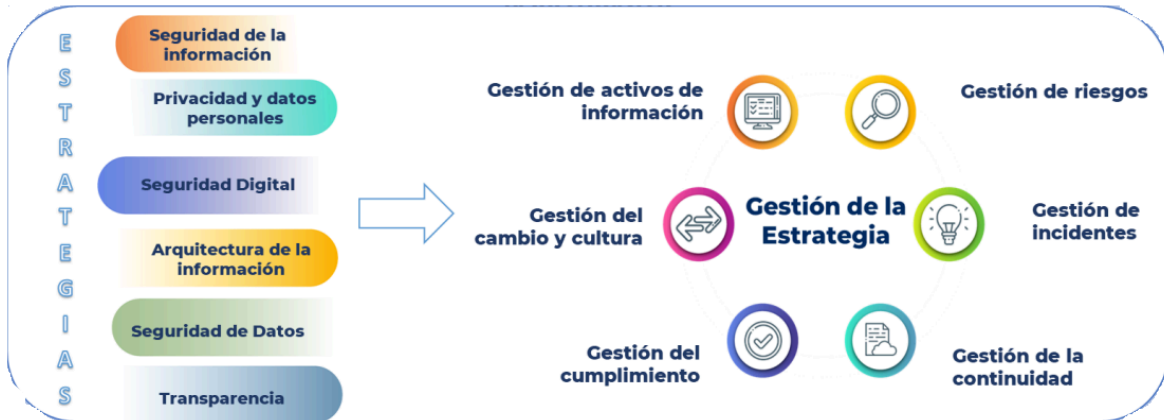 ESTRATEGIAS
Seguridad de la
información
Privacidad y datos
personales
Seguridad Digital
Arquitectura de la
información
Seguridad de Datos
Transparencia
Gestión de activos de
información
Gestión de riesgos
Gestión del
cambio y cultura
Gestión de la
Estrategia
Gestión de
incidentes
Gestión del
cumplimiento
Gestión de la
continuidad